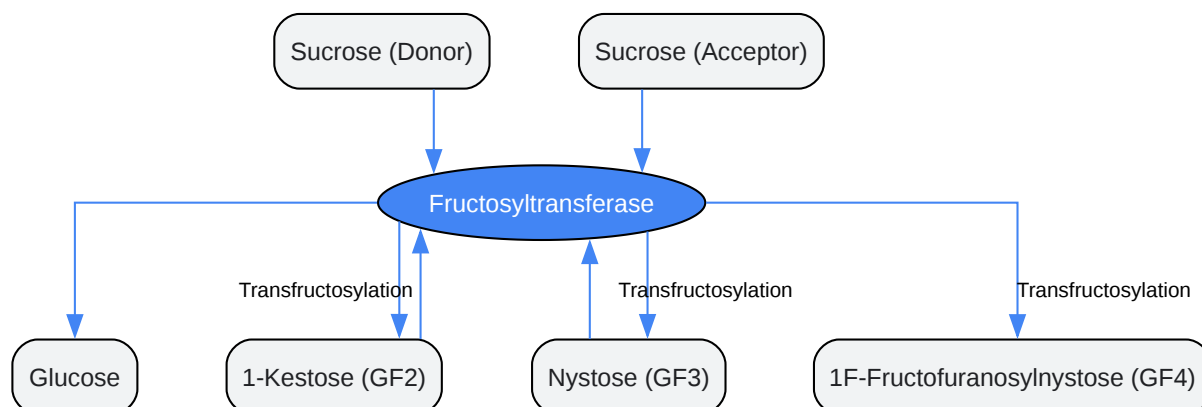 Sucrose (Donor)
Sucrose (Acceptor)
Fructosyltransferase
Transfructosylation
Transfructosylation
Transfructosylation
Glucose
1-Kestose (GF2)
Nystose (GF3)
1F-Fructofuranosylnystose (GF4)